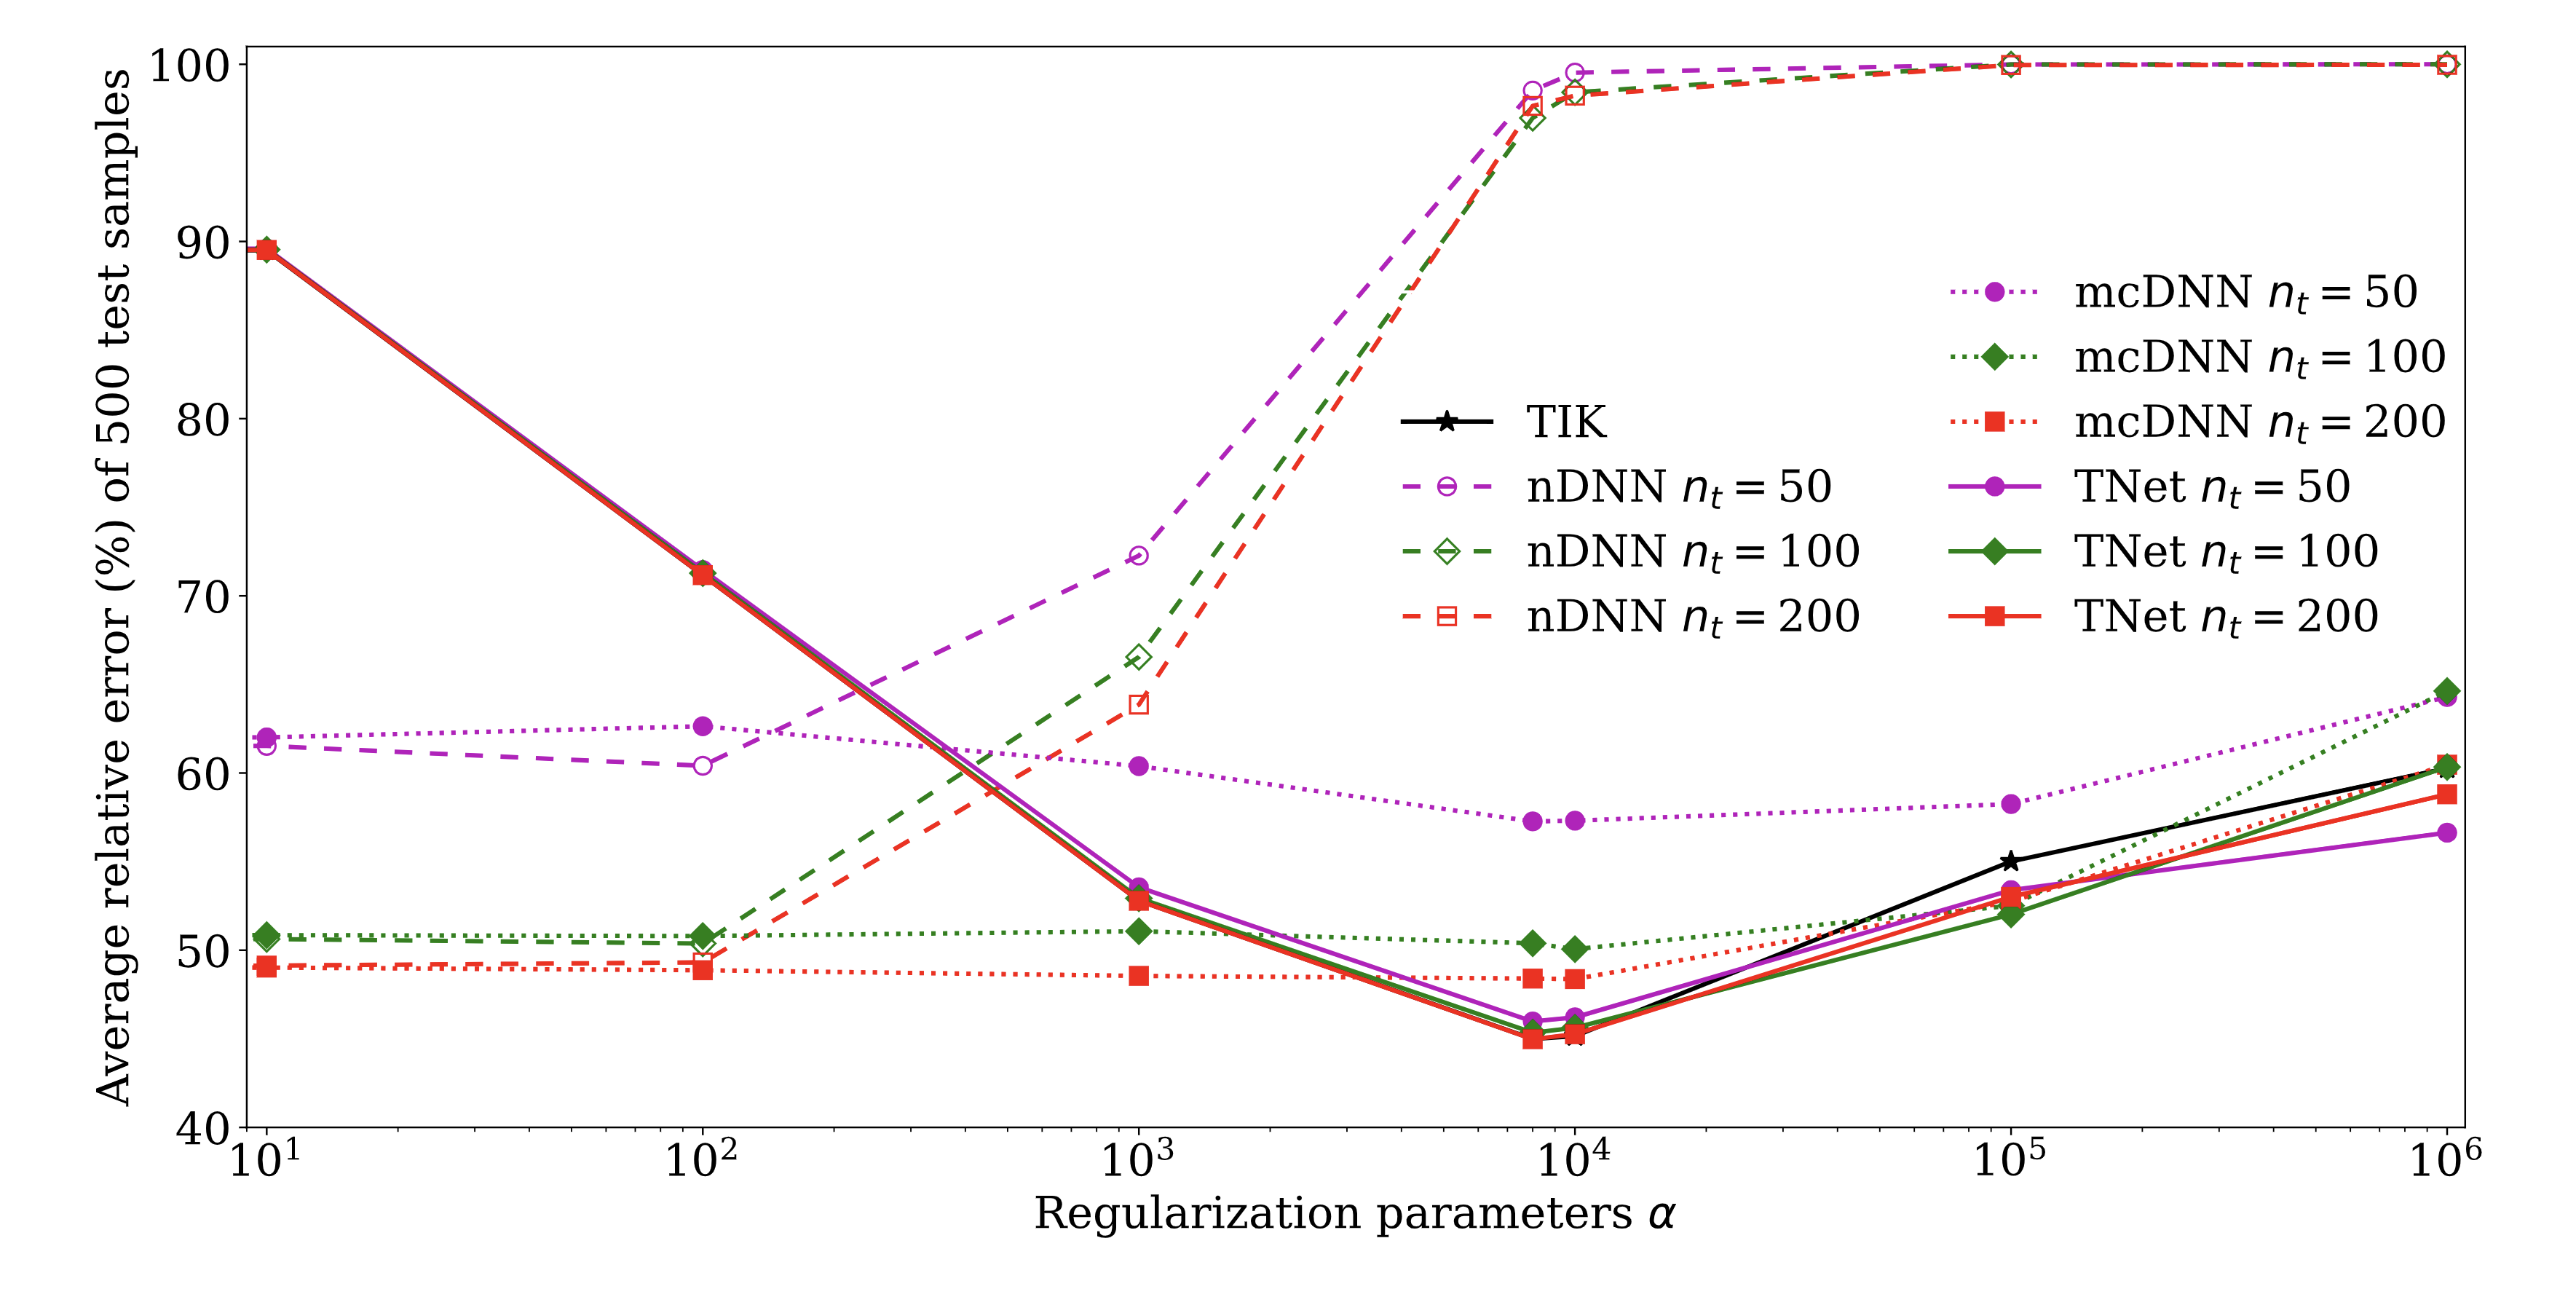 Average relative error (%) of 500 test samples
100
90
80
70
60
50
40
10¹
10²
10³
10⁴
10⁵
10⁶
Regularization parameters α
TIK
nDNN nₜ = 50
nDNN nₜ = 100
nDNN nₜ = 200
mcDNN nₜ = 50
mcDNN nₜ = 100
mcDNN nₜ = 200
TNet nₜ = 50
TNet nₜ = 100
TNet nₜ = 200